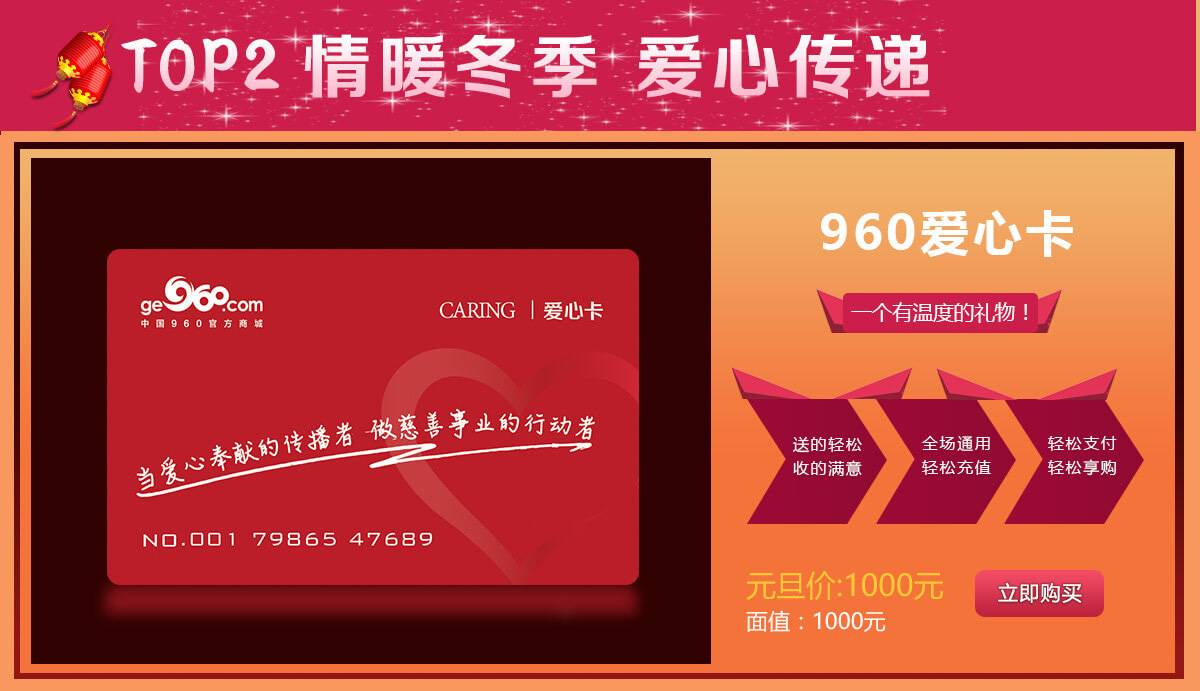 TOP2 情暖冬季 爱心传递
ge960.com
中国960官方商城
CARING | 爱心卡
当爱心奉献的传播者 做慈善事业的行动者
NO.001 79865 47689
960爱心卡
一个有温度的礼物！
送的轻松
收的满意
全场通用
轻松充值
轻松支付
轻松享购
元旦价:1000元
面值：1000元
立即购买